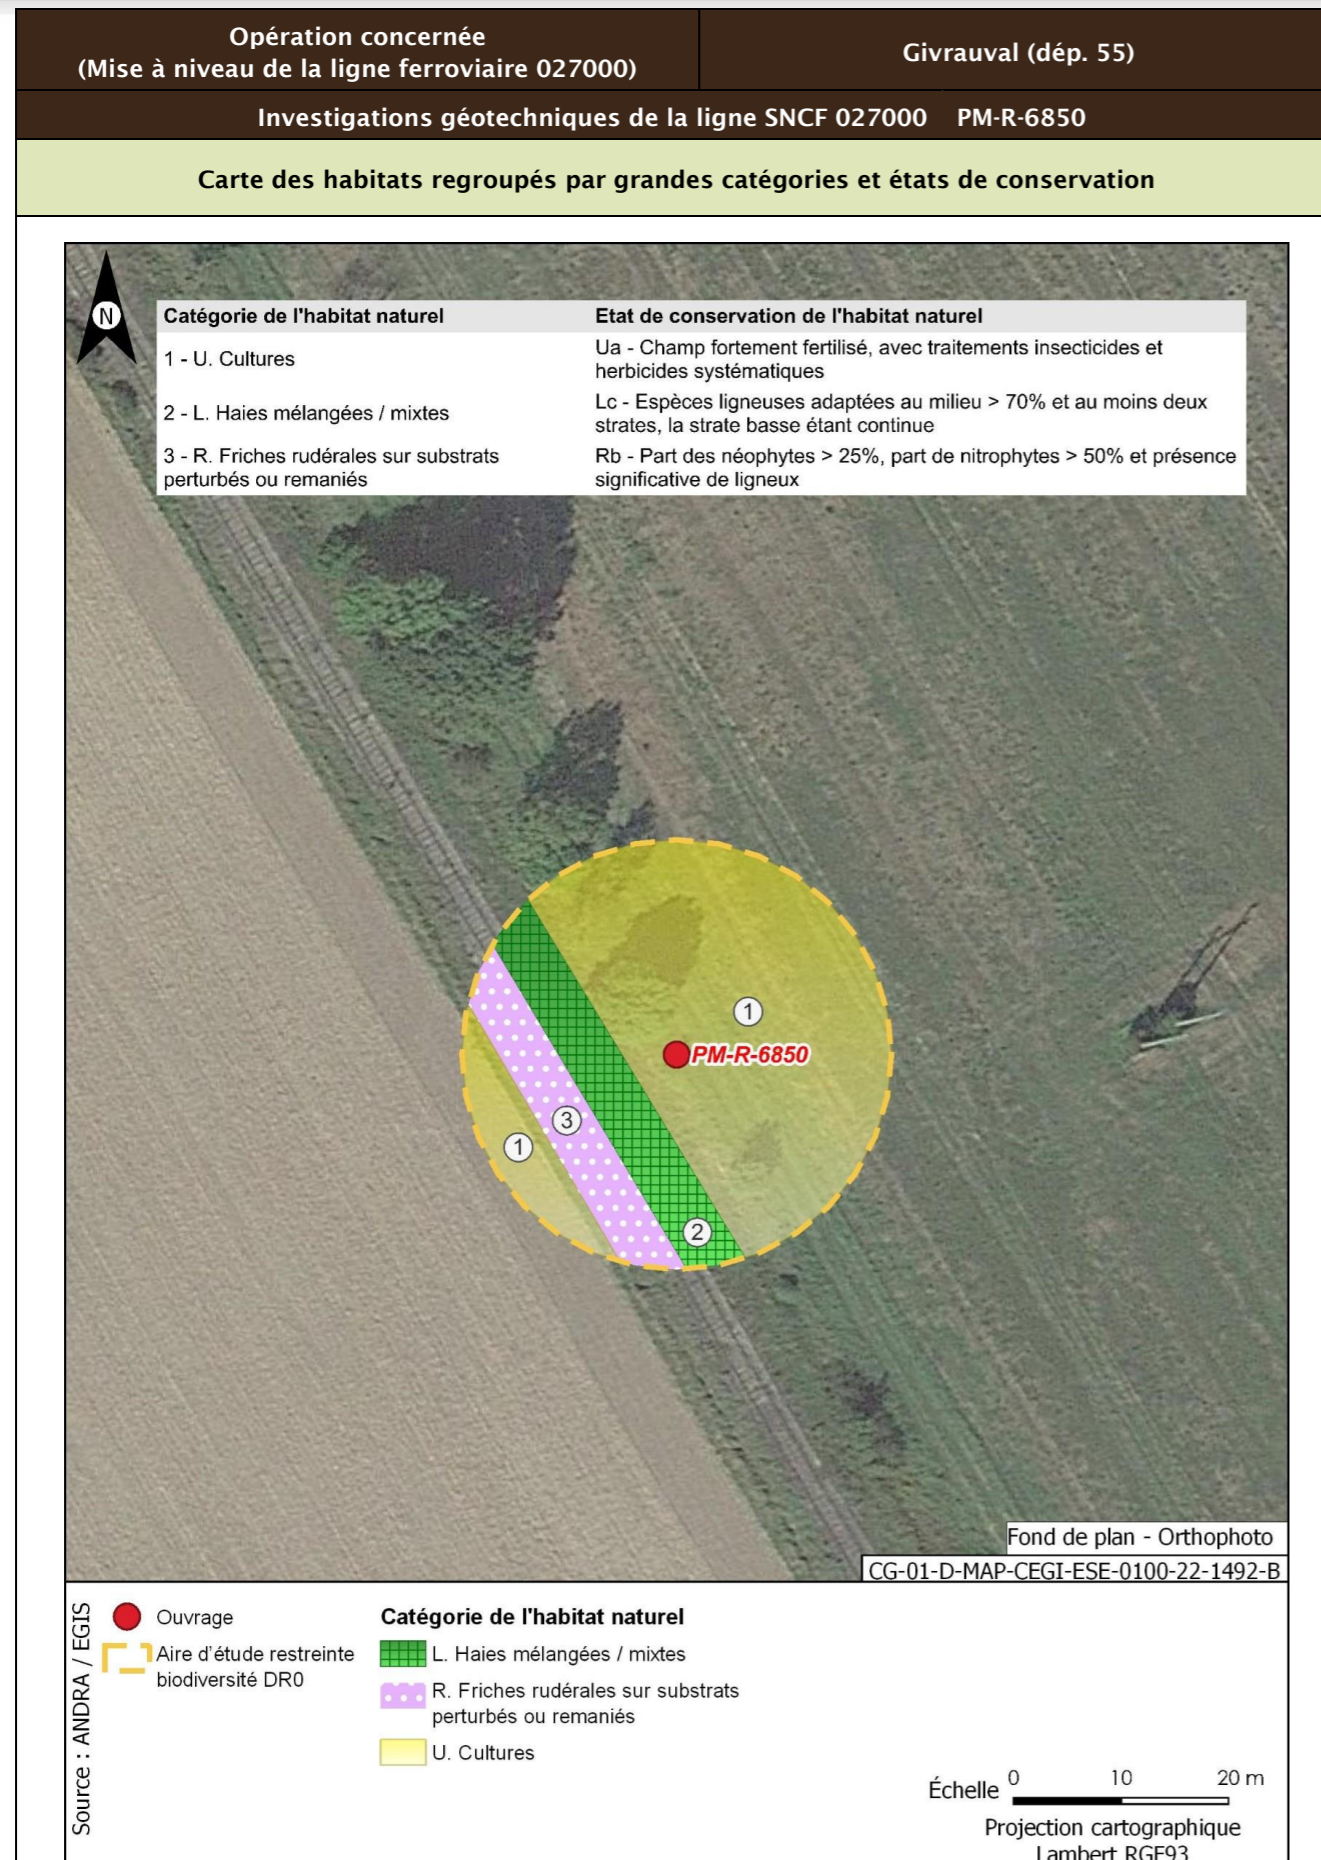 Opération concernée
(Mise à niveau de la ligne ferroviaire 027000)
Givrauval (dép. 55)
Investigations géotechniques de la ligne SNCF 027000 PM-R-6850
Carte des habitats regroupés par grandes catégories et états de conservation
N
Catégorie de l'habitat naturel
Etat de conservation de l'habitat naturel
1 - U. Cultures
Ua - Champ fortement fertilisé, avec traitements insecticides et
herbicides systématiques
2 - L. Haies mélangées / mixtes
Lc - Espèces ligneuses adaptées au milieu > 70% et au moins deux
strates, la strate basse étant continue
3 - R. Friches rudérales sur substrats
perturbés ou remaniés
Rb - Part des néophytes > 25%, part de nitrophytes > 50% et présence
significative de ligneux
1
PM-R-6850
3
1
2
Fond de plan - Orthophoto
CG-01-D-MAP-CEGI-ESE-0100-22-1492-B
Source : ANDRA / EGIS
Ouvrage
Aire d'étude restreinte
biodiversité DR0
Catégorie de l'habitat naturel
L. Haies mélangées / mixtes
R. Friches rudérales sur substrats
perturbés ou remaniés
U. Cultures
Échelle 0 10 20 m
Projection cartographique
Lambert RGF93